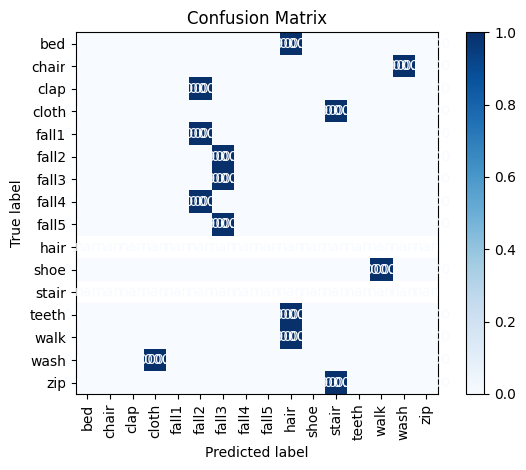 Confusion Matrix
bed
chair
clap
cloth
fall1
fall2
fall3
fall4
fall5
hair
shoe
stair
teeth
walk
wash
zip
True label
bed
chair
clap
cloth
fall1
fall2
fall3
fall4
fall5
hair
shoe
stair
teeth
walk
wash
zip
Predicted label
1.0
0.8
0.6
0.4
0.2
0.0